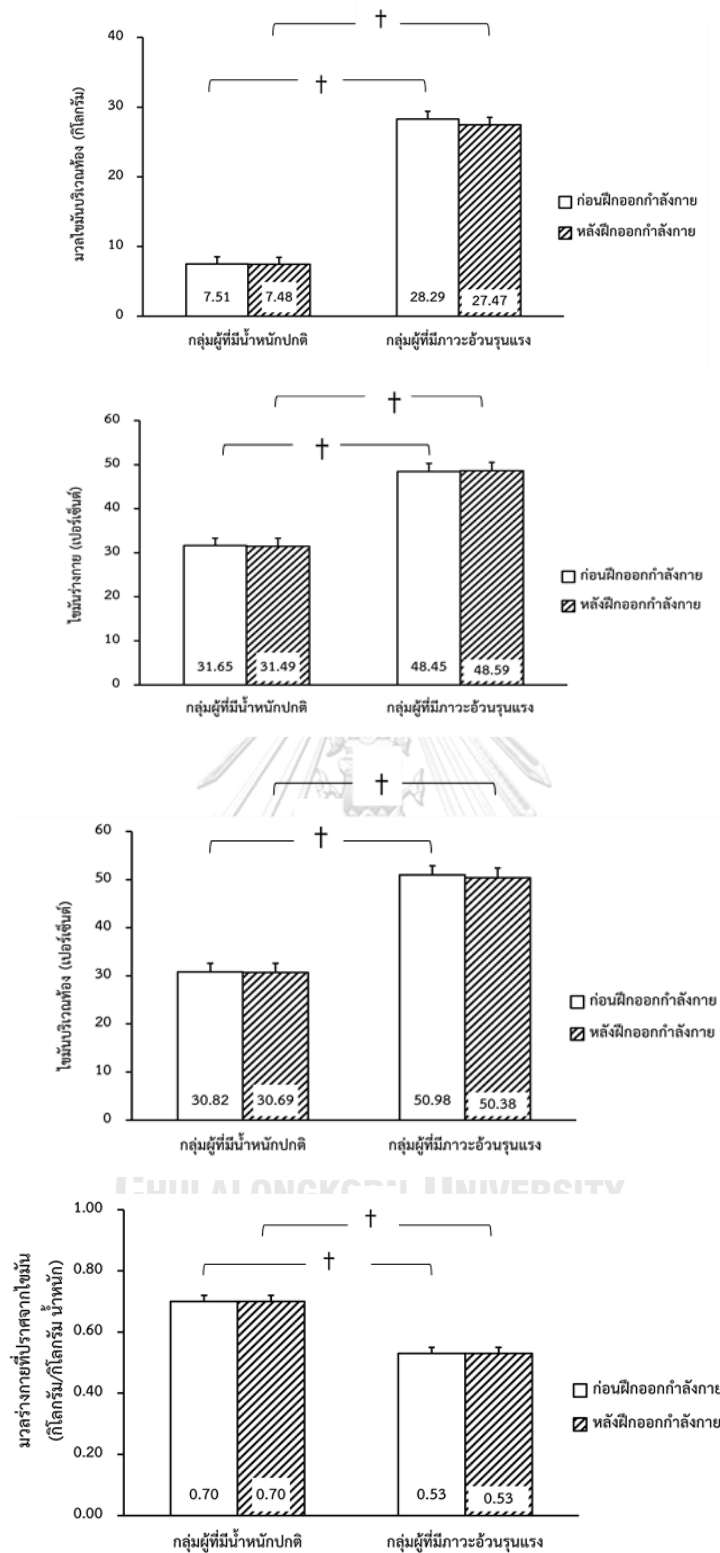 †
†
40
30
20
10
0
มวลไขมันบริเวณท้อง (กิโลกรัม)
7.51 7.48 28.29 27.47
กลุ่มผู้ที่มีน้ำหนักปกติ กลุ่มผู้ที่มีภาวะอ้วนรุนแรง
ก่อนฝึกออกกำลังกาย
หลังฝึกออกกำลังกาย
†
†
60
50
40
30
20
10
0
ไขมันร่างกาย (เปอร์เซ็นต์)
31.65 31.49 48.45 48.59
กลุ่มผู้ที่มีน้ำหนักปกติ กลุ่มผู้ที่มีภาวะอ้วนรุนแรง
ก่อนฝึกออกกำลังกาย
หลังฝึกออกกำลังกาย
†
†
60
50
40
30
20
10
0
ไขมันบริเวณท้อง (เปอร์เซ็นต์)
30.82 30.69 50.98 50.38
กลุ่มผู้ที่มีน้ำหนักปกติ กลุ่มผู้ที่มีภาวะอ้วนรุนแรง
ก่อนฝึกออกกำลังกาย
หลังฝึกออกกำลังกาย
CHULALONGKORN UNIVERSITY
†
†
1.00
0.80
0.60
0.40
0.20
0.00
มวลร่างกายที่ปราศจากไขมัน
(กิโลกรัม/กิโลกรัม น้ำหนัก)
0.70 0.70 0.53 0.53
กลุ่มผู้ที่มีน้ำหนักปกติ กลุ่มผู้ที่มีภาวะอ้วนรุนแรง
ก่อนฝึกออกกำลังกาย
หลังฝึกออกกำลังกาย